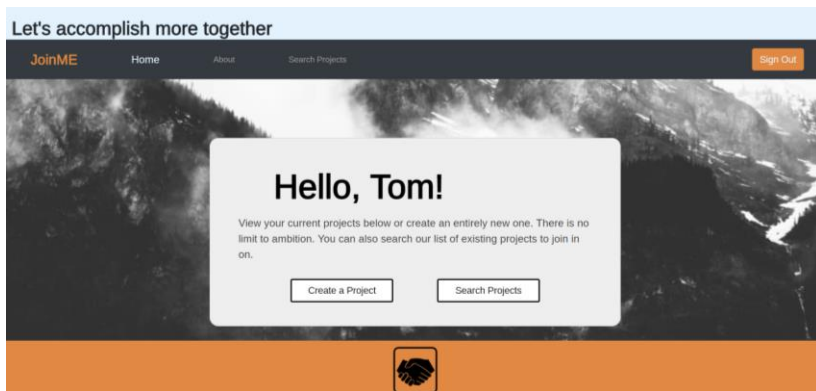 Let's accomplish more together
JoinME Home About Search Projects Sign Out
Hello, Tom!
View your current projects below or create an entirely new one. There is no
limit to ambition. You can also search our list of existing projects to join in
on.
Create a Project Search Projects